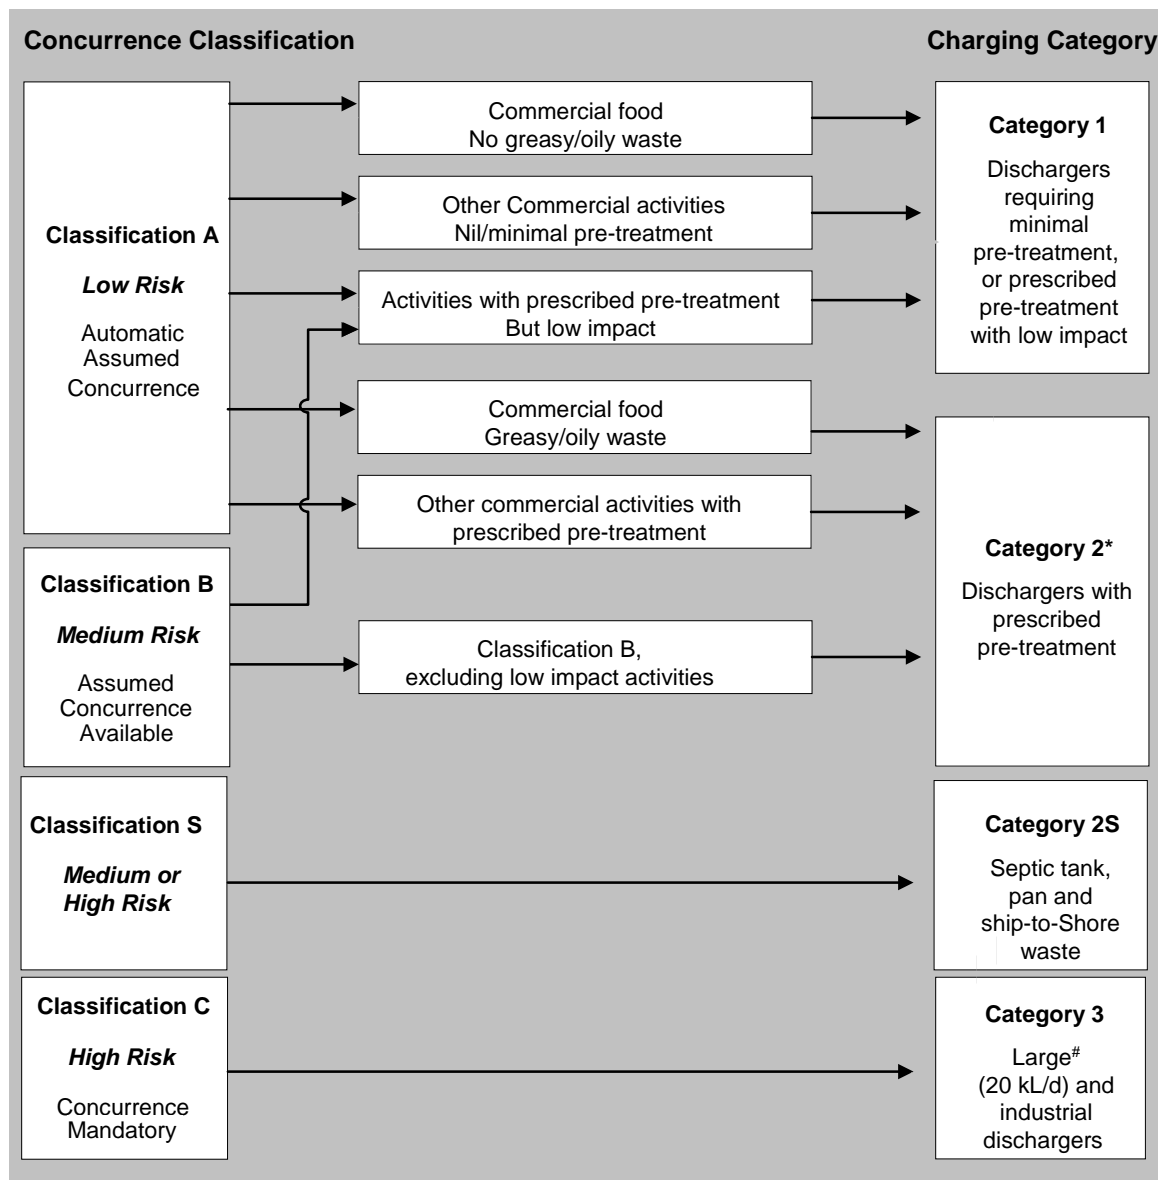 Concurrence Classification
Charging Category
Classification A
Low Risk
Automatic
Assumed
Concurrence
Commercial food
No greasy/oily waste
Other Commercial activities
Nil/minimal pre-treatment
Activities with prescribed pre-treatment
But low impact
Commercial food
Greasy/oily waste
Other commercial activities with
prescribed pre-treatment
Category 1
Dischargers
requiring
minimal
pre-treatment,
or prescribed
pre-treatment
with low impact
Classification B
Medium Risk
Assumed
Concurrence
Available
Classification B,
excluding low impact activities
Category 2*
Dischargers with
prescribed
pre-treatment
Classification S
Medium or
High Risk
Category 2S
Septic tank,
pan and
ship-to-Shore
waste
Classification C
High Risk
Concurrence
Mandatory
Category 3
Large#
(20 kL/d) and
industrial
dischargers